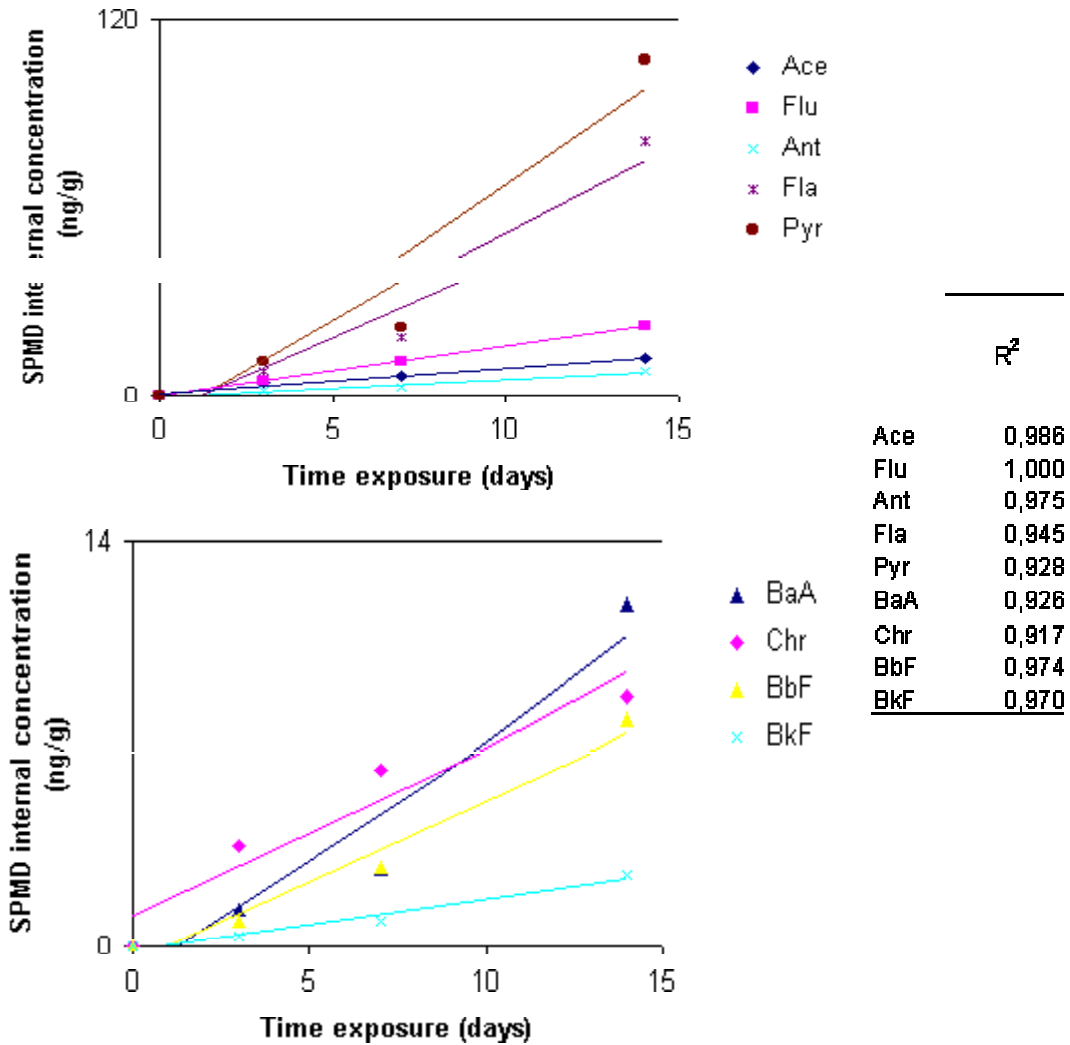 120
0
0
5
10
15
SPMD inte rnal concentration
(ng/g)
Time exposure (days)
Ace
Flu
Ant
Fla
Pyr
14
0
0
5
10
15
SPMD internal concentration
(ng/g)
Time exposure (days)
BaA
Chr
BbF
BkF
R²
Ace 0,986
Flu 1,000
Ant 0,975
Fla 0,945
Pyr 0,928
BaA 0,926
Chr 0,917
BbF 0,974
BkF 0,970